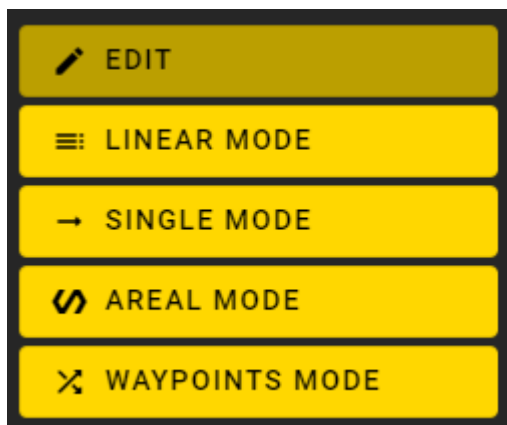 EDIT
LINEAR MODE
SINGLE MODE
AREAL MODE
WAYPOINTS MODE